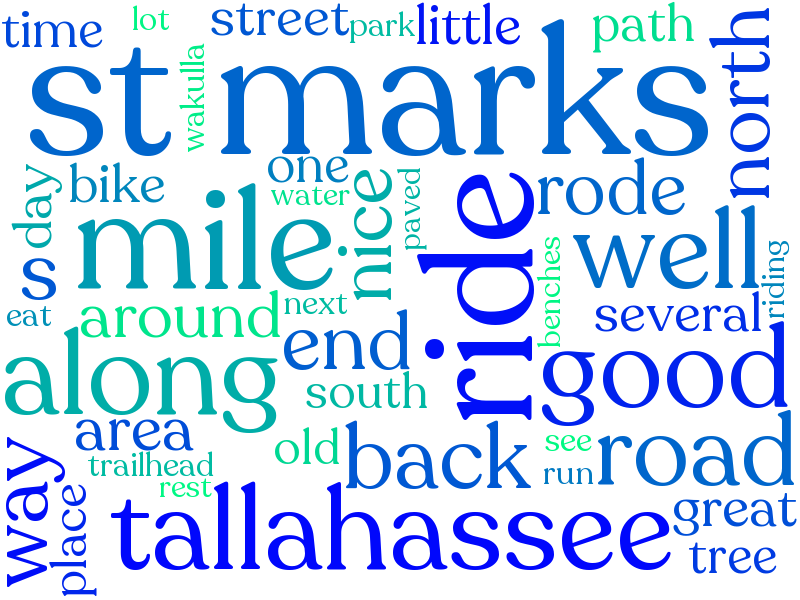 time
lot
street
park
little
path
north
st marks
wakulla
day
bike
one
water
nice
paved
ride
rode
s
mile
well
benches
riding
eat
around
next
end
several
along
south
good
area
trailhead
rest
old
back
see
run
road
way
place
tallahassee
great
tree